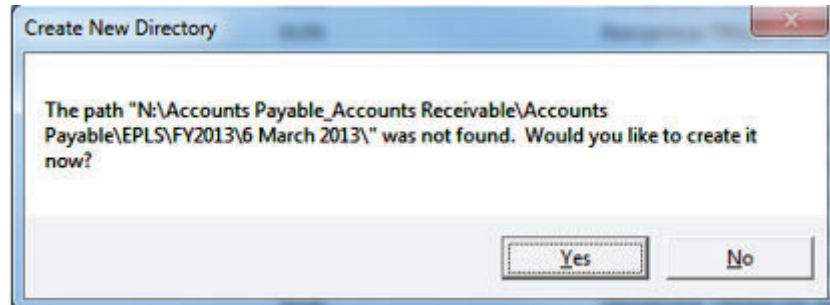 Create New Directory
The path "N:\Accounts Payable_Accounts Receivable\Accounts
Payable\EPLS\FY2013\6 March 2013\" was not found.  Would you like to create it
now?
Yes
No